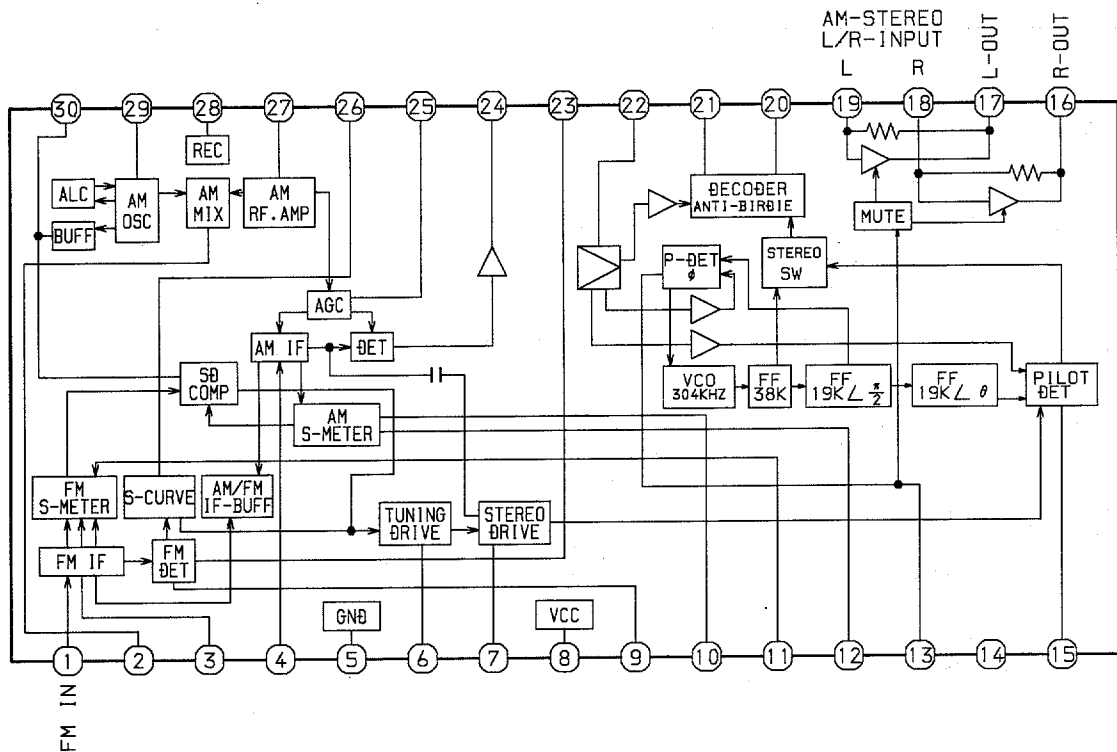 AM-STEREO
L/R-INPUT
L
R
L-OUT
R-OUT
30
29
28
27
26
25
24
23
22
21
20
19
18
17
16
REC
ALC
AM
OSC
AM
MIX
AM
RF.AMP
BUFF
DECODER
ANTI-BIRDIE
MUTE
P-DET
φ
STEREO
SW
AGC
AM IF
DET
SD
COMP
VCO
304KHZ
FF
38K
FF
19K∠ π/2
FF
19K∠ θ
PILOT
DET
AM
S-METER
FM
S-METER
S-CURVE
AM/FM
IF-BUFF
TUNING
DRIVE
STEREO
DRIVE
FM IF
FM
DET
GND
VCC
1
2
3
4
5
6
7
8
9
10
11
12
13
14
15
FM IN